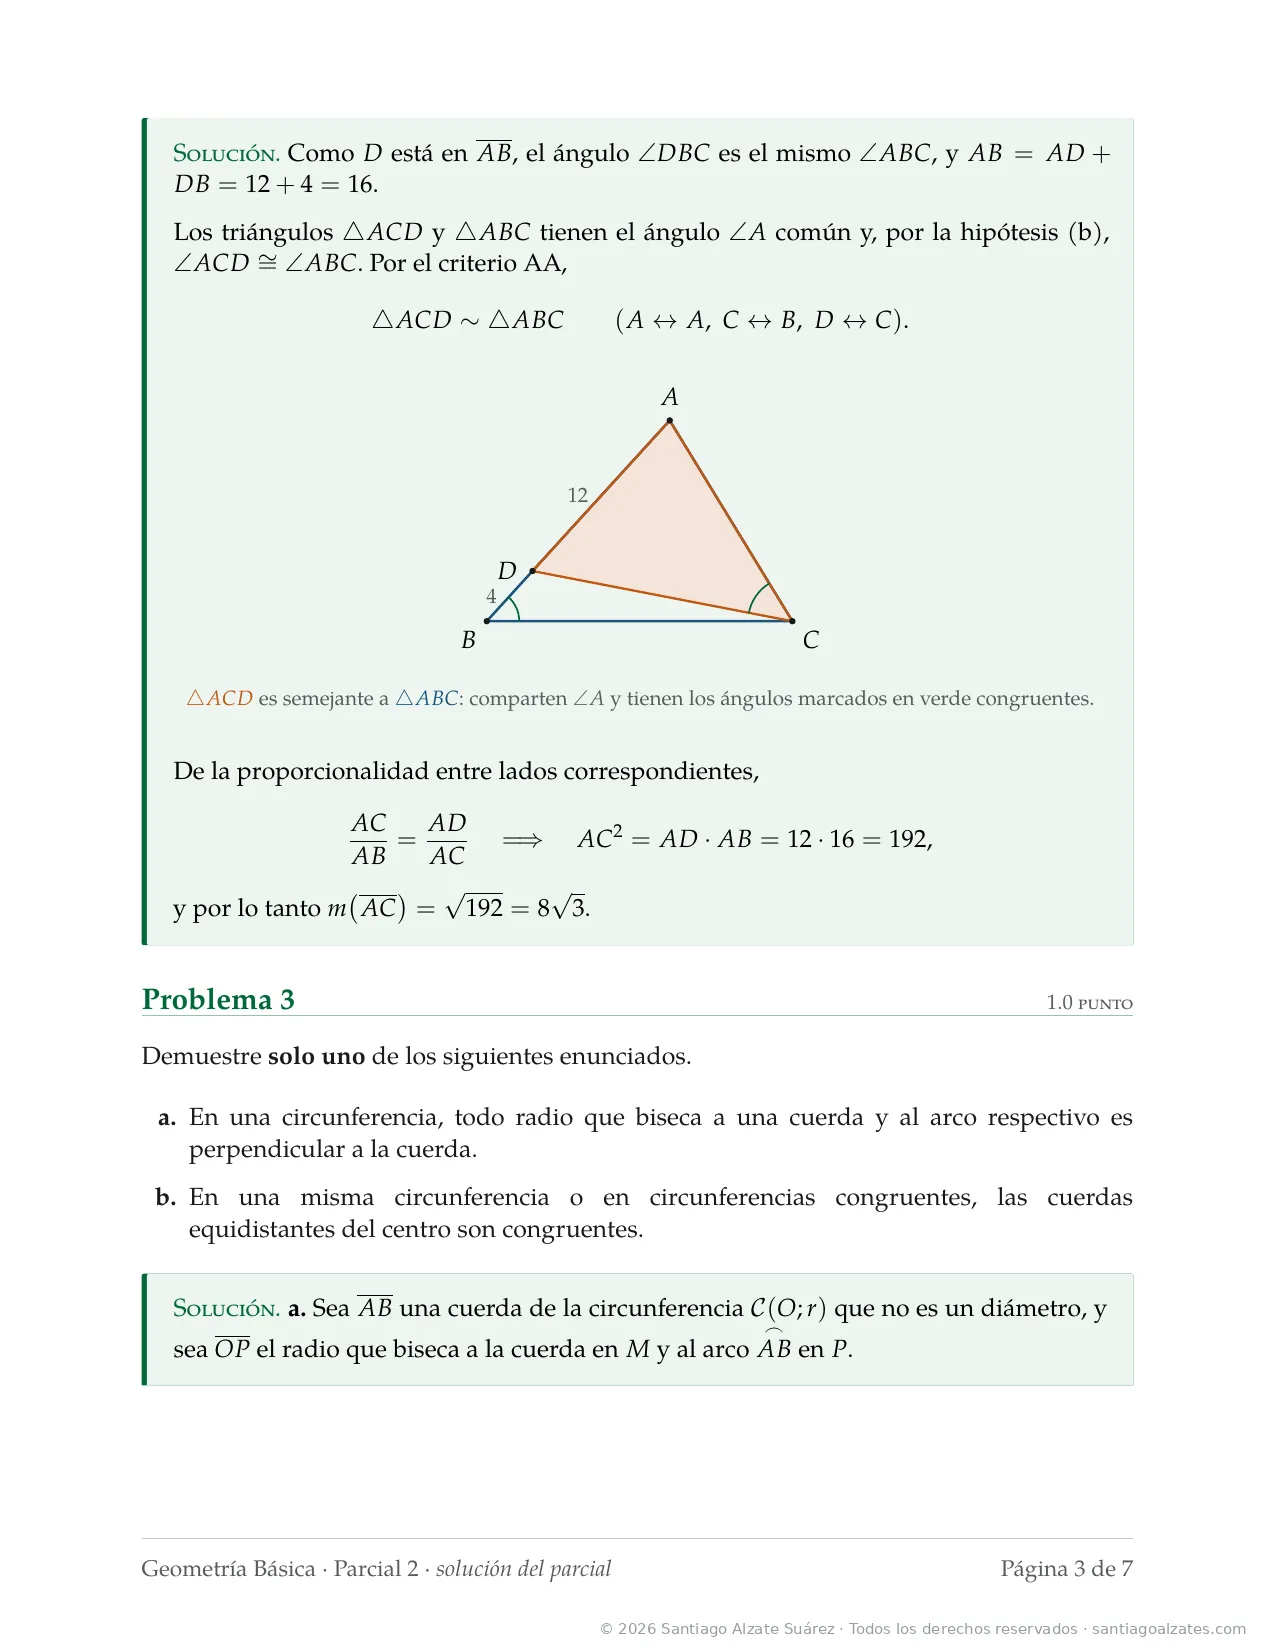 Solución. Como D está en \overline{AB}, el ángulo ∠DBC es el mismo ∠ABC, y AB = AD +
DB = 12 + 4 = 16.
Los triángulos △ACD y △ABC tienen el ángulo ∠A común y, por la hipótesis (b),
∠ACD ≅ ∠ABC. Por el criterio AA,
△ACD ∼ △ABC (A ↔ A, C ↔ B, D ↔ C).
A
12
D
4
B
C
△ACD es semejante a △ABC: comparten ∠A y tienen los ángulos marcados en verde congruentes.
De la proporcionalidad entre lados correspondientes,
\frac{AC}{AB} = \frac{AD}{AC} ⟹ AC² = AD · AB = 12 · 16 = 192,
y por lo tanto m(\overline{AC}) = √192 = 8√3.
Problema 3 1.0 punto
Demuestre solo uno de los siguientes enunciados.
a. En una circunferencia, todo radio que biseca a una cuerda y al arco respectivo es
perpendicular a la cuerda.
b. En una misma circunferencia o en circunferencias congruentes, las cuerdas
equidistantes del centro son congruentes.
Solución. a. Sea \overline{AB} una cuerda de la circunferencia 𝒞(O; r) que no es un diámetro, y
sea \overline{OP} el radio que biseca a la cuerda en M y al arco \overset{\frown}{AB} en P.
Geometría Básica · Parcial 2 · solución del parcial Página 3 de 7
© 2026 Santiago Alzate Suárez · Todos los derechos reservados · santiagoalzates.com